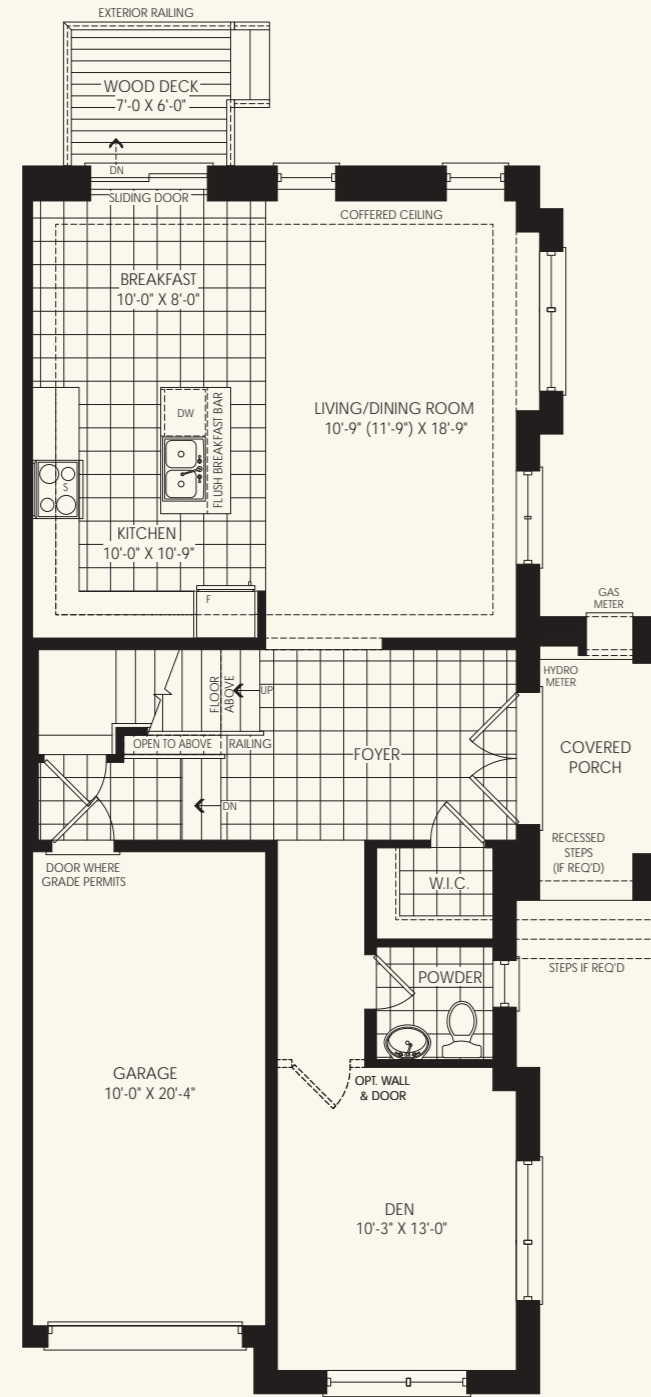 EXTERIOR RAILING
WOOD DECK
7'-0 X 6'-0"
DN
SLIDING DOOR
COFFERED CEILING
BREAKFAST
10'-0" X 8'-0"
LIVING/DINING ROOM
10'-9" (11'-9") X 18'-9"
DW
FLUSH BREAKFAST BAR
S
KITCHEN
10'-0" X 10'-9"
F
GAS
METER
HYDRO
METER
FLOOR
ABOVE
UP
OPEN TO ABOVE
RAILING
FOYER
COVERED
PORCH
DN
RECESSED
STEPS
(IF REQ'D)
DOOR WHERE
GRADE PERMITS
W.I.C.
STEPS IF REQ'D
POWDER
GARAGE
10'-0" X 20'-4"
OPT. WALL
& DOOR
DEN
10'-3" X 13'-0"